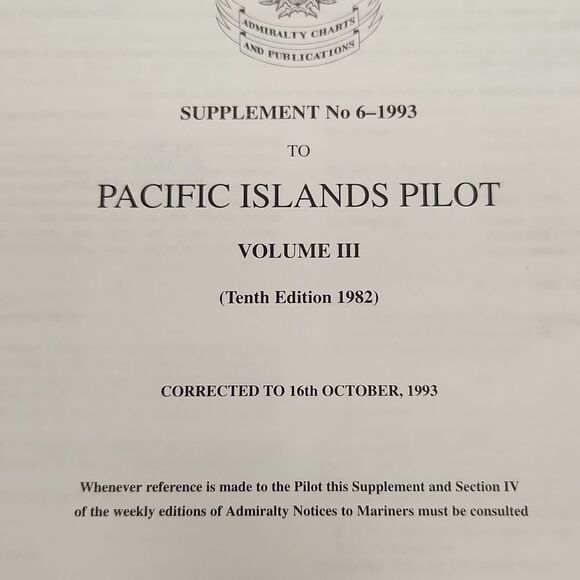 ADMIRALTY CHARTS
AND PUBLICATIONS
SUPPLEMENT No 6–1993
TO
PACIFIC ISLANDS PILOT
VOLUME III
(Tenth Edition 1982)
CORRECTED TO 16th OCTOBER, 1993
Whenever reference is made to the Pilot this Supplement and Section IV
of the weekly editions of Admiralty Notices to Mariners must be consulted